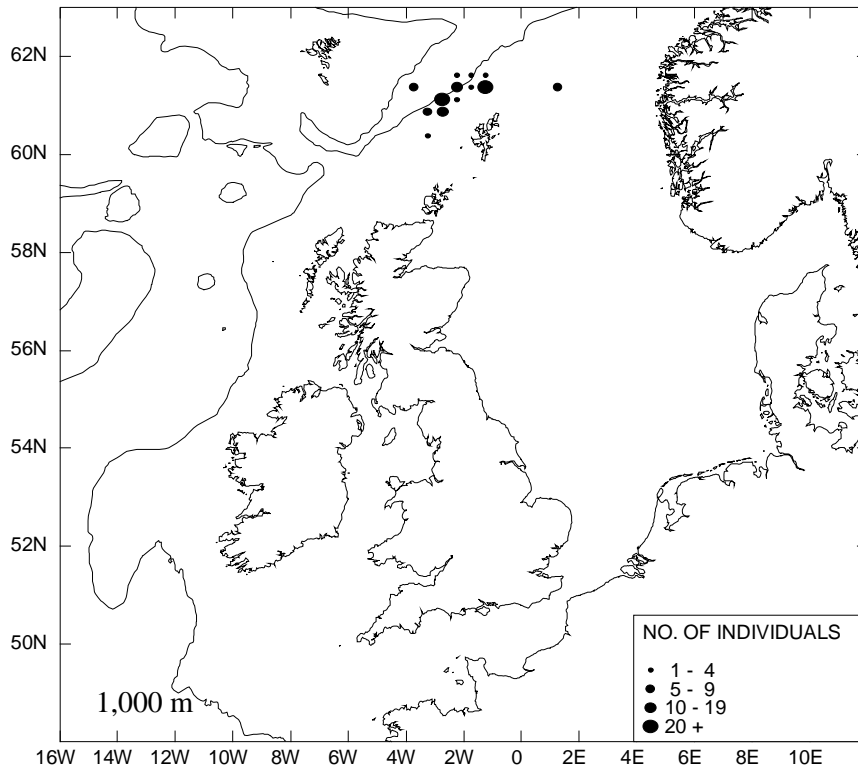 62N
60N
58N
56N
54N
52N
50N
NO. OF INDIVIDUALS
1 - 4
5 - 9
10 - 19
20 +
1,000 m
16W 14W 12W 10W 8W 6W 4W 2W 0 2E 4E 6E 8E 10E